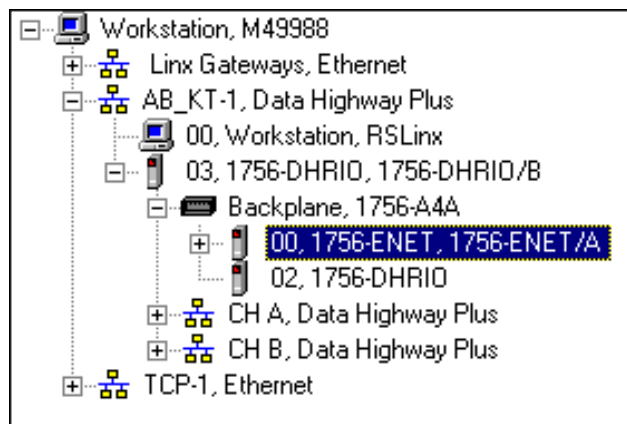 Workstation, M49988
Linx Gateways, Ethernet
AB_KT-1, Data Highway Plus
00, Workstation, RSLinx
03, 1756-DHRIO, 1756-DHRIO/B
Backplane, 1756-A4A
00, 1756-ENET, 1756-ENET/A
02, 1756-DHRIO
CH A, Data Highway Plus
CH B, Data Highway Plus
TCP-1, Ethernet